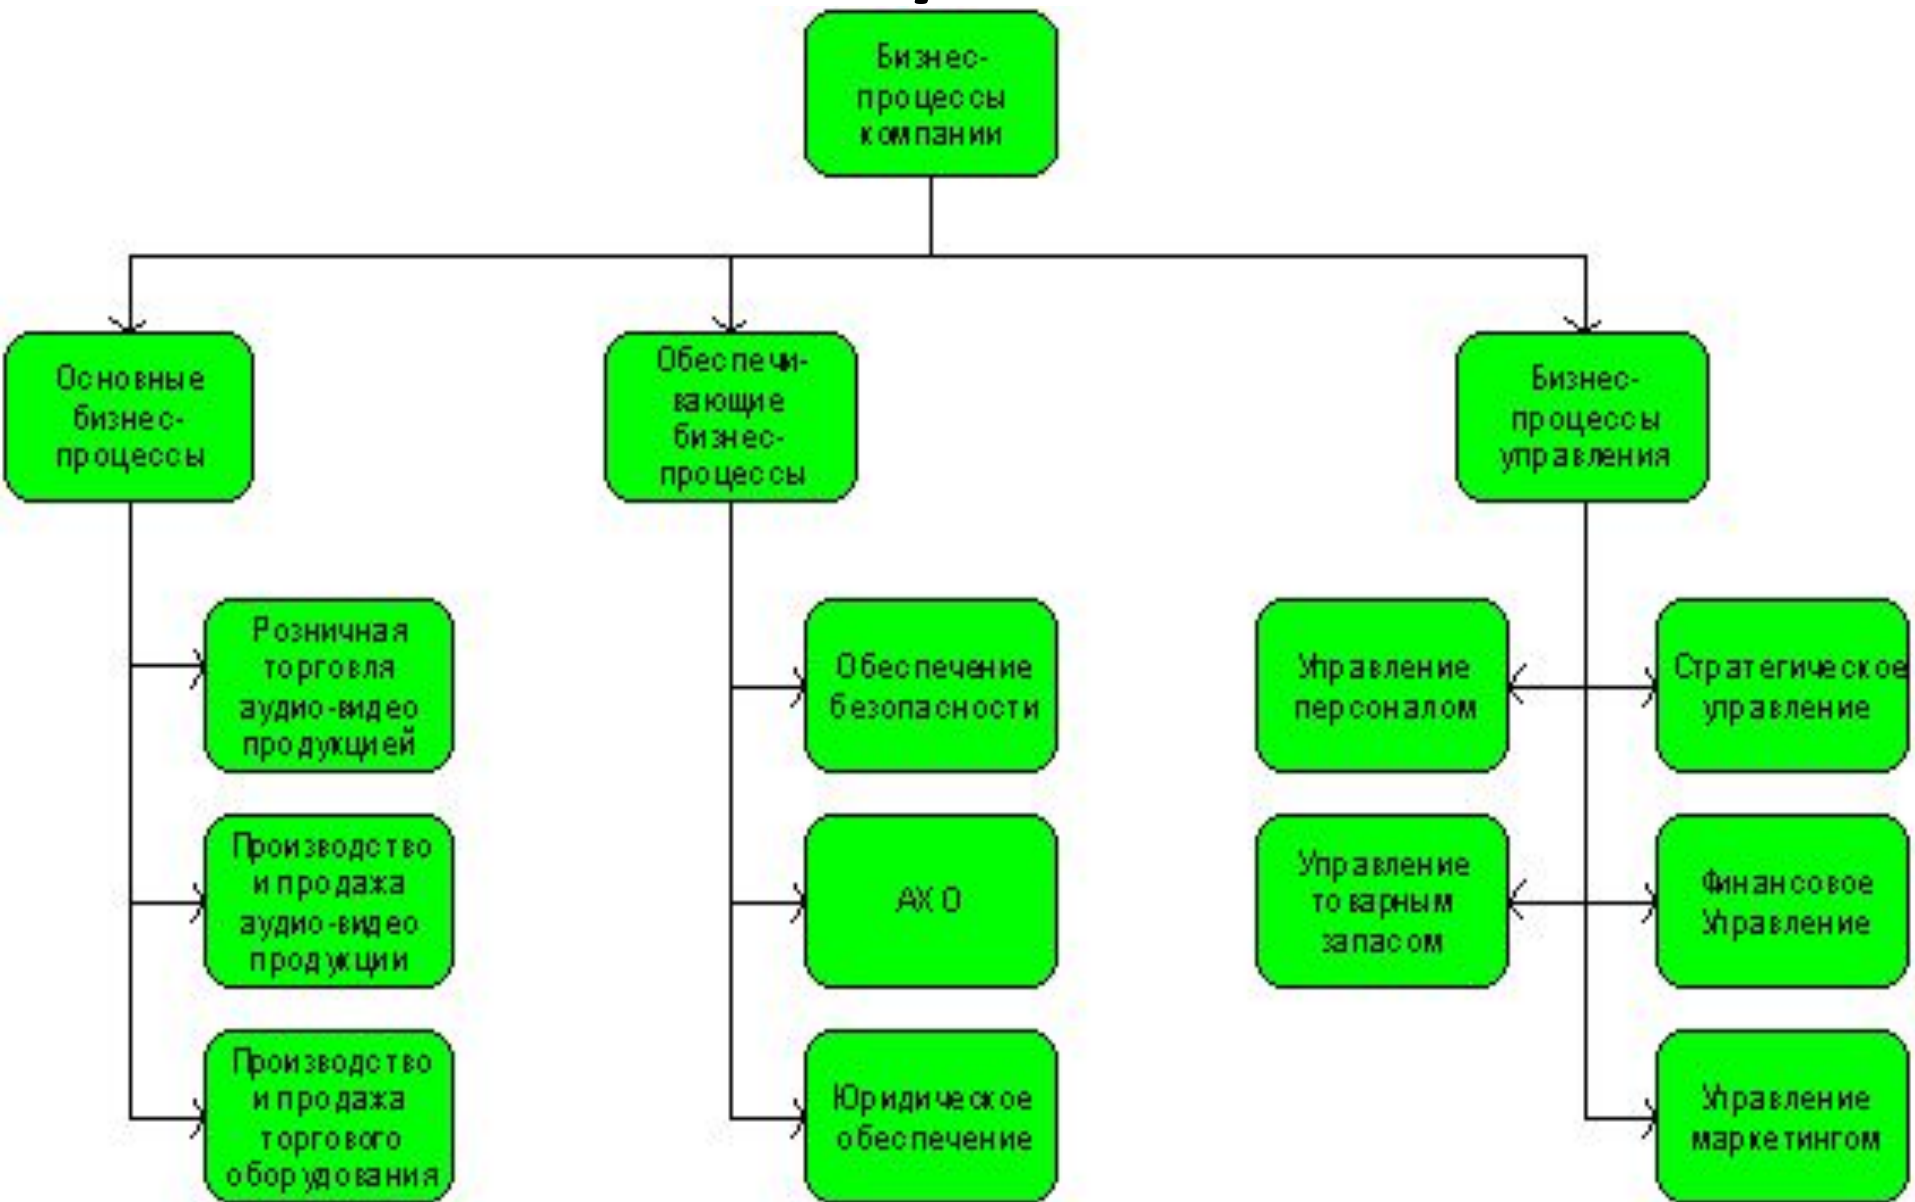 Бизнес-
процессы
компании
Основные
бизнес-
процессы
Обеспечи-
вающие
бизнес-
процессы
Бизнес-
процессы
управления
Розничная
торговля
аудио-видео
продукцией
Обеспечение
безопасности
Управление
персоналом
Стратегическое
управление
Производство
и продажа
аудио-видео
продукции
АХО
Управление
товарным
запасом
Финансовое
Управление
Производство
и продажа
торгового
оборудования
Юридическое
обеспечение
Управление
маркетингом